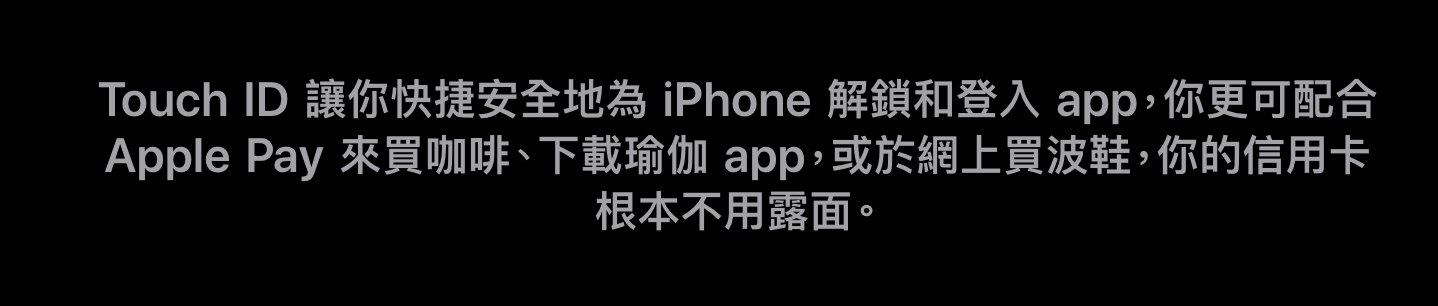 Touch ID 讓你快捷安全地為 iPhone 解鎖和登入 app，你更可配合
Apple Pay 來買咖啡、下載瑜伽 app，或於網上買波鞋，你的信用卡
根本不用露面。